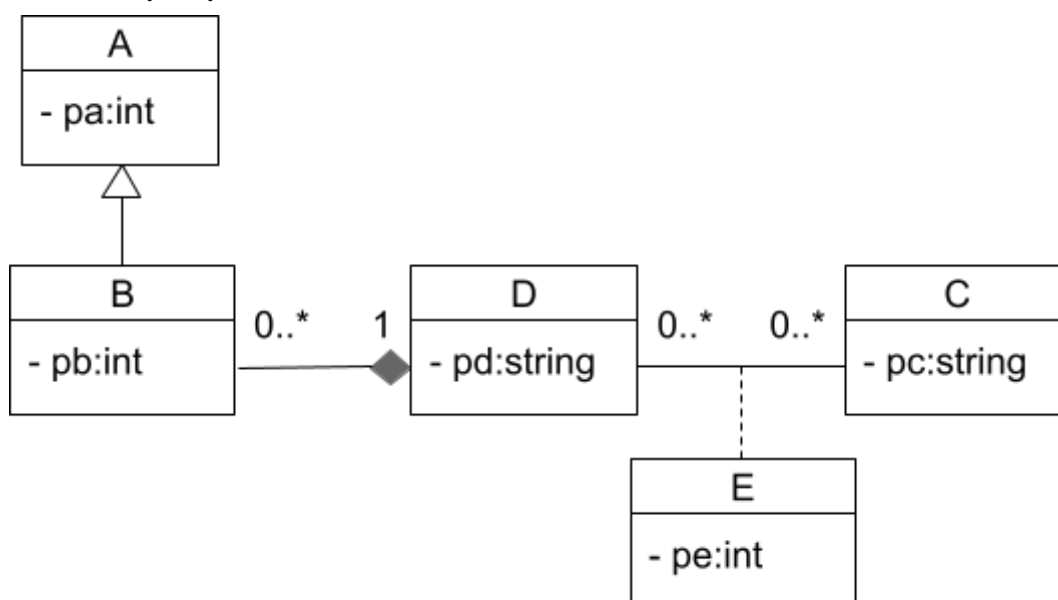 A
- pa:int
B
- pb:int
0..*
1
D
- pd:string
0..*
0..*
C
- pc:string
E
- pe:int